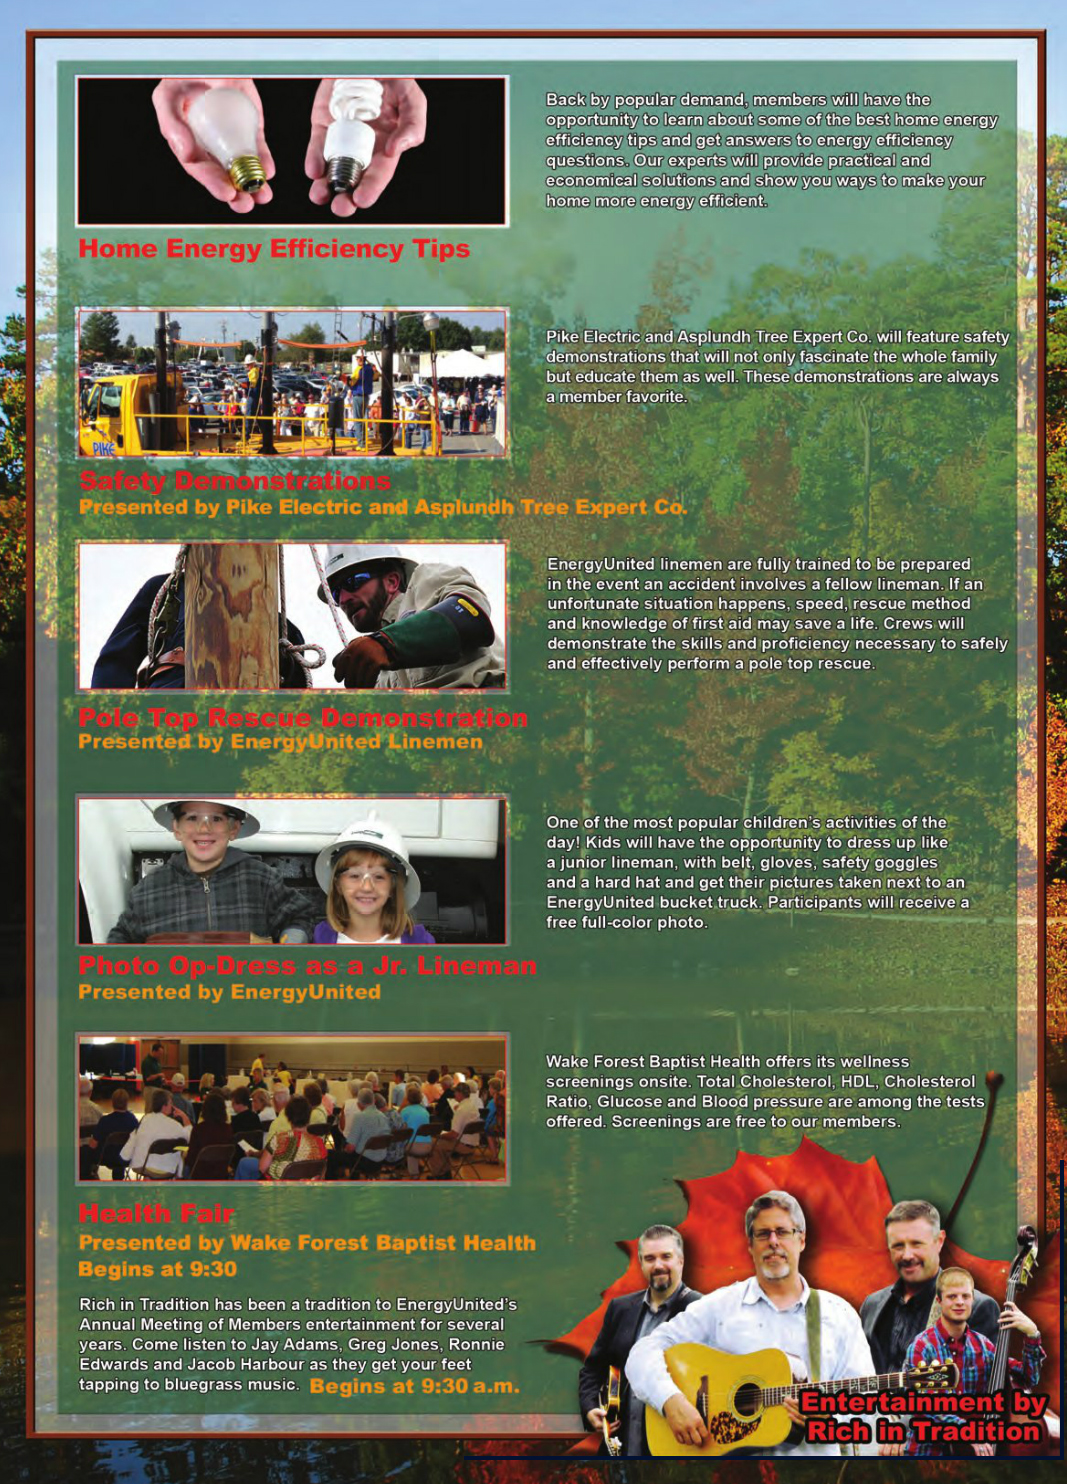 Back by popular demand, members will have the
opportunity to learn about some of the best home energy
efficiency tips and get answers to energy efficiency
questions. Our experts will provide practical and
economical solutions and show you ways to make your
home more energy efficient.
Home Energy Efficiency Tips
Pike Electric and Asplundh Tree Expert Co. will feature safety
demonstrations that will not only fascinate the whole family
but educate them as well. These demonstrations are always
a member favorite.
PIKE
Safety Demonstrations
Presented by Pike Electric and Asplundh Tree Expert Co.
EnergyUnited linemen are fully trained to be prepared
in the event an accident involves a fellow lineman. If an
unfortunate situation happens, speed, rescue method
and knowledge of first aid may save a life. Crews will
demonstrate the skills and proficiency necessary to safely
and effectively perform a pole top rescue.
Pole Top Rescue Demonstration
Presented by EnergyUnited Linemen
One of the most popular children's activities of the
day! Kids will have the opportunity to dress up like
a junior lineman, with belt, gloves, safety goggles
and a hard hat and get their pictures taken next to an
EnergyUnited bucket truck. Participants will receive a
free full-color photo.
Photo Op-Dress as a Jr. Lineman
Presented by EnergyUnited
Wake Forest Baptist Health offers its wellness
screenings onsite. Total Cholesterol, HDL, Cholesterol
Ratio, Glucose and Blood pressure are among the tests
offered. Screenings are free to our members.
Health Fair
Presented by Wake Forest Baptist Health
Begins at 9:30
Rich in Tradition has been a tradition to EnergyUnited's
Annual Meeting of Members entertainment for several
years. Come listen to Jay Adams, Greg Jones, Ronnie
Edwards and Jacob Harbour as they get your feet
tapping to bluegrass music. Begins at 9:30 a.m.
Entertainment by
Rich in Tradition